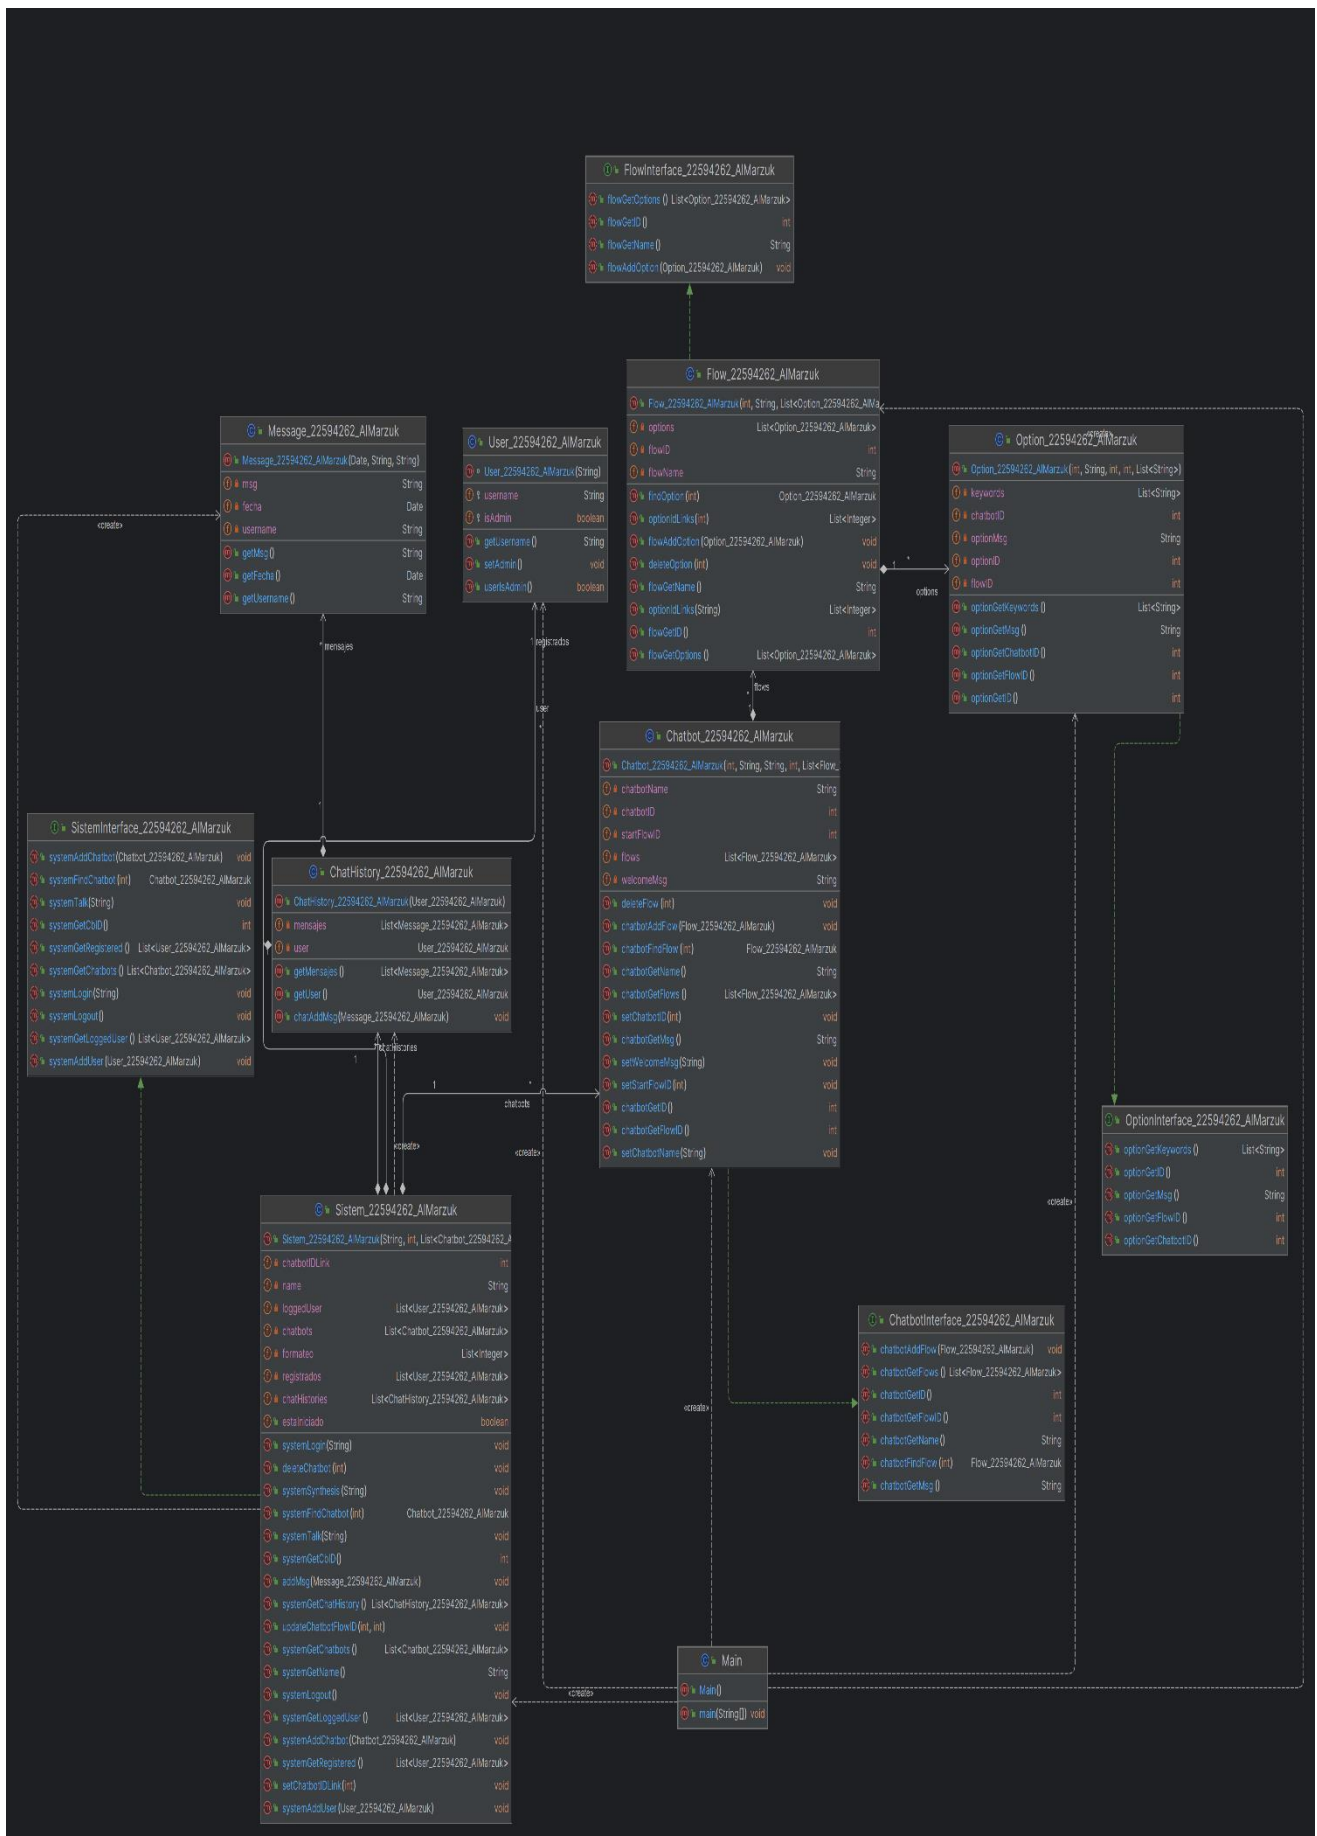 FlowInterface_22594262_AlMarzuk
flowGetOptions () List<Option_22594262_AlMarzuk>
flowGetID () int
flowGetName () String
flowAddOption (Option_22594262_AlMarzuk) void
Flow_22594262_AlMarzuk
Flow_22594262_AlMarzuk (int, String, List<Option_22594262_AlMa
options List<Option_22594262_AlMarzuk>
flowID int
flowName String
findOption (int) Option_22594262_AlMarzuk
optionIdLinks(int) List<Integer>
flowAddOption (Option_22594262_AlMarzuk) void
deleteOption (int) void
flowGetName () String
optionIdLinks(String) List<Integer>
flowGetID () int
flowGetOptions () List<Option_22594262_AlMarzuk>
Message_22594262_AlMarzuk
Message_22594262_AlMarzuk(Date, String, String)
msg String
fecha Date
username String
getMsg () String
getFecha () Date
getUsername () String
User_22594262_AlMarzuk
User_22594262_AlMarzuk(String)
username String
isAdmin boolean
getUsername () String
setAdmin () void
userIsAdmin() boolean
«create»
Option_22594262_AlMarzuk
Option_22594262_AlMarzuk(int, String, int, int, List<String>)
keywords List<String>
chatbotID int
optionMsg String
optionID int
flowID int
optionGetKeywords () List<String>
optionGetMsg () String
optionGetChatbotID () int
optionGetFlowID () int
optionGetID () int
«create»
1 *
options
* mensajes
1
1 registrados
user
*
flows
*
1
Chatbot_22594262_AlMarzuk
Chatbot_22594262_AlMarzuk (int, String, String, int, List<Flow_
chatbotName String
chatbotID int
startFlowID int
flows List<Flow_22594262_AlMarzuk>
welcomeMsg String
deleteFlow (int) void
chatbotAddFlow (Flow_22594262_AlMarzuk) void
chatbotFindFlow (int) Flow_22594262_AlMarzuk
chatbotGetName () String
chatbotGetFlows () List<Flow_22594262_AlMarzuk>
setChatbotID(int) void
chatbotGetMsg () String
setWelcomeMsg(String) void
setStartFlowID (int) void
chatbotGetID () int
chatbotGetFlowID () int
setChatbotName(String) void
SistemInterface_22594262_AlMarzuk
systemAddChatbot(Chatbot_22594262_AlMarzuk) void
systemFindChatbot (int) Chatbot_22594262_AlMarzuk
systemTalk(String) void
systemGetCbID() int
systemGetRegistered () List<User_22594262_AlMarzuk>
systemGetChatbots () List<Chatbot_22594262_AlMarzuk>
systemLogin(String) void
systemLogout() void
systemGetLoggedUser () List<User_22594262_AlMarzuk>
systemAddUser (User_22594262_AlMarzuk) void
ChatHistory_22594262_AlMarzuk
ChatHistory_22594262_AlMarzuk (User_22594262_AlMarzuk)
mensajes List<Message_22594262_AlMarzuk>
user User_22594262_AlMarzuk
getMensajes () List<Message_22594262_AlMarzuk>
getUser () User_22594262_AlMarzuk
chatAddMsg(Message_22594262_AlMarzuk) void
1
chatHistories
1 *
chatbots
«create»
«create»
OptionInterface_22594262_AlMarzuk
optionGetKeywords () List<String>
optionGetID () int
optionGetMsg () String
optionGetFlowID () int
optionGetChatbotID () int
«create»
Sistem_22594262_AlMarzuk
Sistem_22594262_AlMarzuk(String, int, List<Chatbot_22594262_A
chatbotIDLink int
name String
loggedUser List<User_22594262_AlMarzuk>
chatbots List<Chatbot_22594262_AlMarzuk>
formateo List<Integer>
registrados List<User_22594262_AlMarzuk>
chatHistories List<ChatHistory_22594262_AlMarzuk>
estaIniciado boolean
systemLogin(String) void
deleteChatbot (int) void
systemSynthesis (String) void
systemFindChatbot (int) Chatbot_22594262_AlMarzuk
systemTalk(String) void
systemGetCbID() int
addMsg (Message_22594262_AlMarzuk) void
systemGetChatHistory () List<ChatHistory_22594262_AlMarzuk>
updateChatbotFlowID (int, int) void
systemGetChatbots () List<Chatbot_22594262_AlMarzuk>
systemGetName () String
systemLogout() void
systemGetLoggedUser () List<User_22594262_AlMarzuk>
systemAddChatbot (Chatbot_22594262_AlMarzuk) void
systemGetRegistered () List<User_22594262_AlMarzuk>
setChatbotIDLink(int) void
systemAddUser (User_22594262_AlMarzuk) void
ChatbotInterface_22594262_AlMarzuk
chatbotAddFlow (Flow_22594262_AlMarzuk) void
chatbotGetFlows () List<Flow_22594262_AlMarzuk>
chatbotGetID () int
chatbotGetFlowID () int
chatbotGetName () String
chatbotFindFlow (int) Flow_22594262_AlMarzuk
chatbotGetMsg () String
«create»
Main
Main()
main(String[]) void
«create»